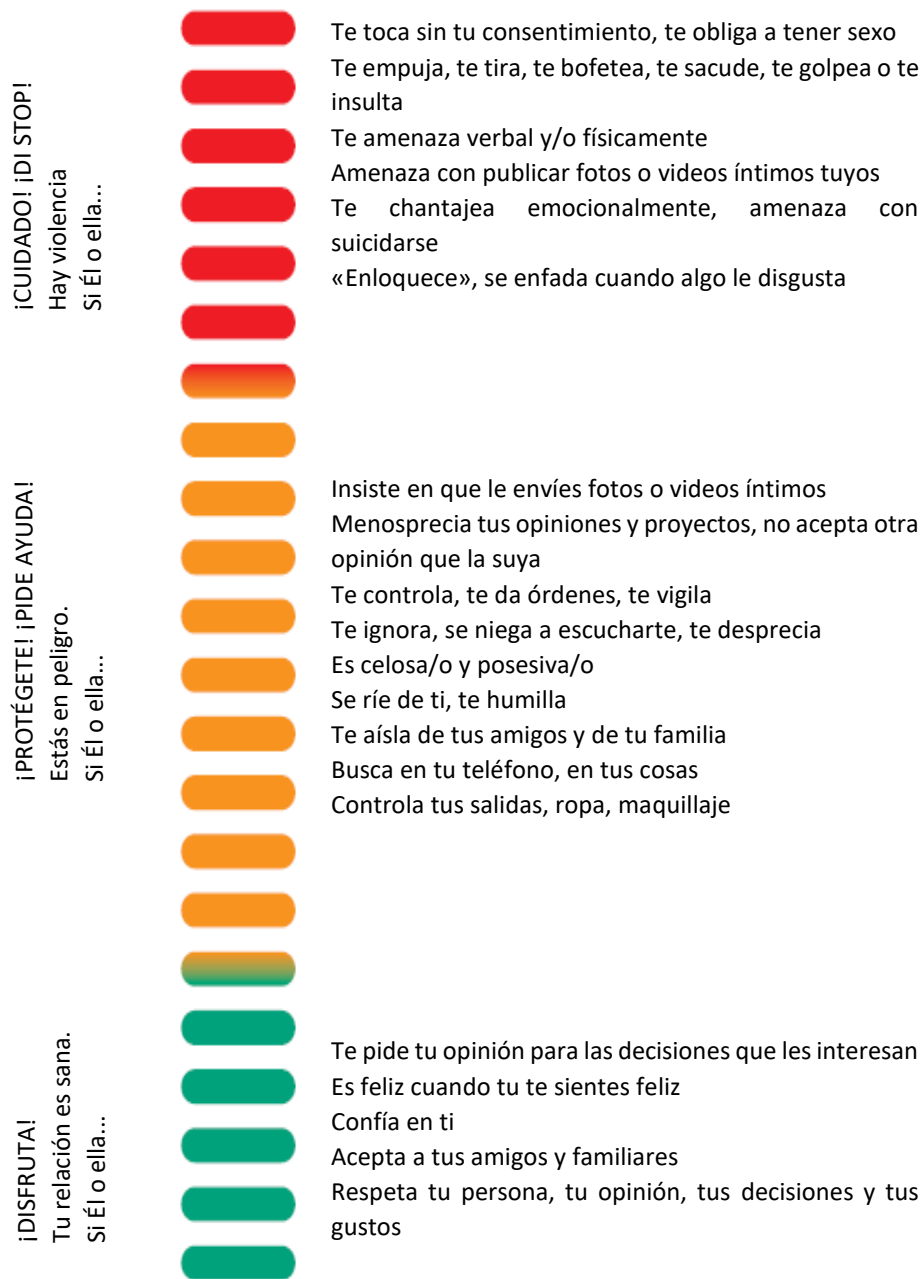 ¡CUIDADO! ¡DI STOP!
Hay violencia
Si Él o ella...
Te toca sin tu consentimiento, te obliga a tener sexo
Te empuja, te tira, te bofetea, te sacude, te golpea o te
insulta
Te amenaza verbal y/o físicamente
Amenaza con publicar fotos o videos íntimos tuyos
Te chantajea emocionalmente, amenaza con
suicidarse
«Enloquece», se enfada cuando algo le disgusta
¡PROTÉGETE! ¡PIDE AYUDA!
Estás en peligro.
Si Él o ella...
Insiste en que le envíes fotos o videos íntimos
Menosprecia tus opiniones y proyectos, no acepta otra
opinión que la suya
Te controla, te da órdenes, te vigila
Te ignora, se niega a escucharte, te desprecia
Es celosa/o y posesiva/o
Se ríe de ti, te humilla
Te aísla de tus amigos y de tu familia
Busca en tu teléfono, en tus cosas
Controla tus salidas, ropa, maquillaje
¡DISFRUTA!
Tu relación es sana.
Si Él o ella...
Te pide tu opinión para las decisiones que les interesan
Es feliz cuando tu te sientes feliz
Confía en ti
Acepta a tus amigos y familiares
Respeta tu persona, tu opinión, tus decisiones y tus
gustos